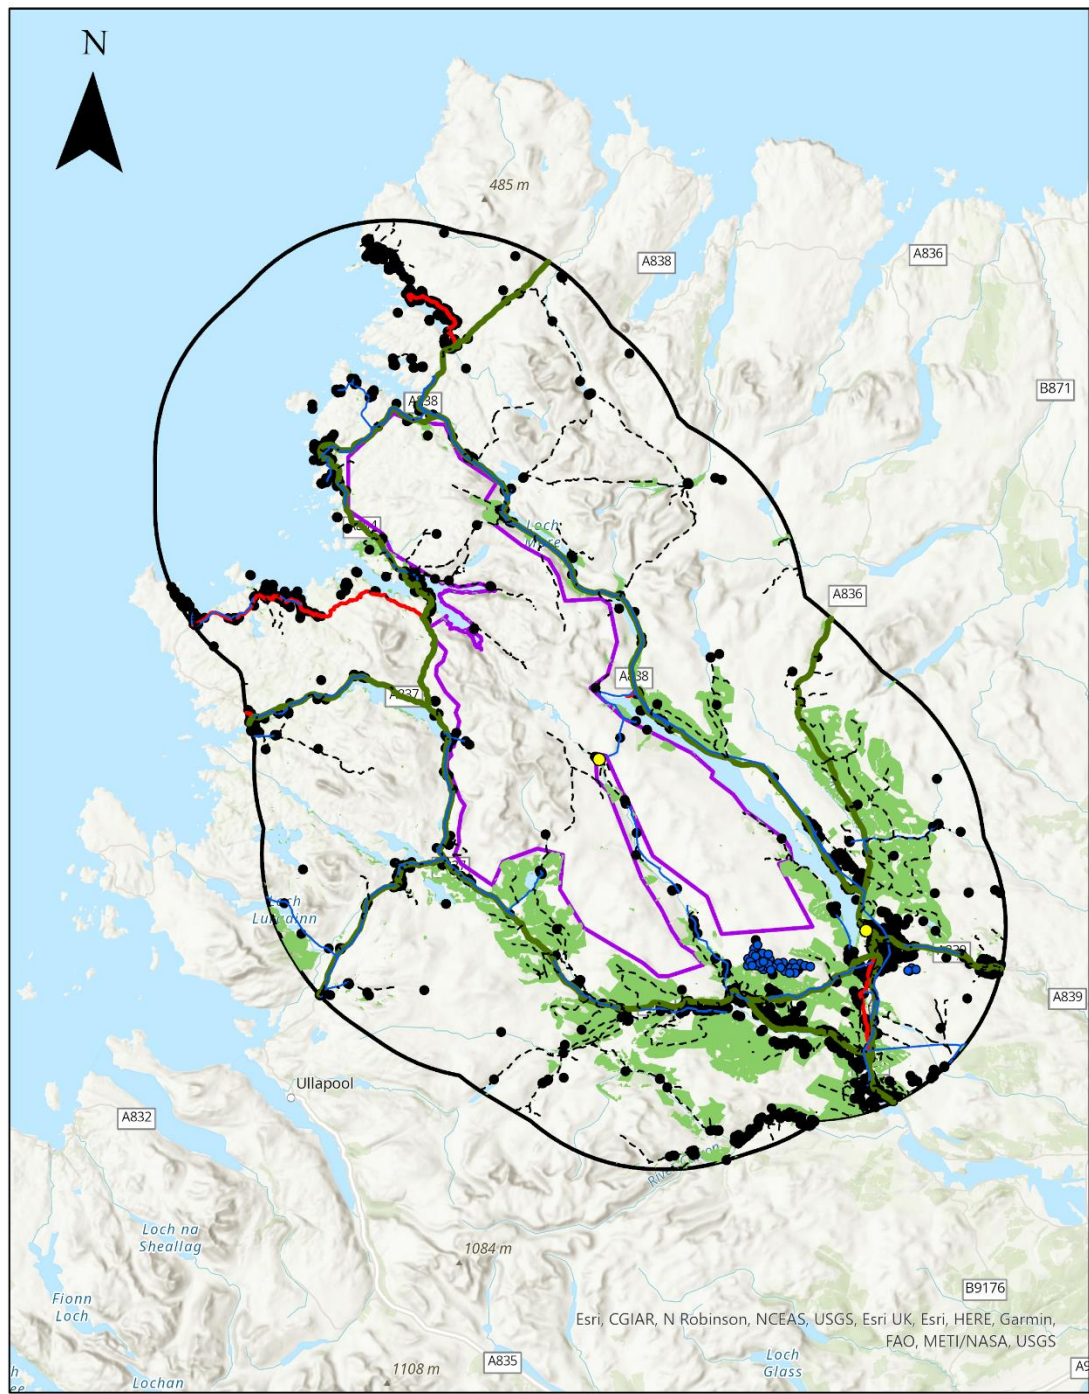 N
485 m
A838
A836
B871
A838
Loch
A836
A838
A837
Loch
A839
A839
Ullapool
A832
River
Loch na
Sheallag
1084 m
Fionn
Loch
B9176
Esri, CGIAR, N Robinson, NCEAS, USGS, Esri UK, Esri, HERE, Garmin,
FAO, METI/NASA, USGS
A835
Loch
Glass
1108 m
Lochan